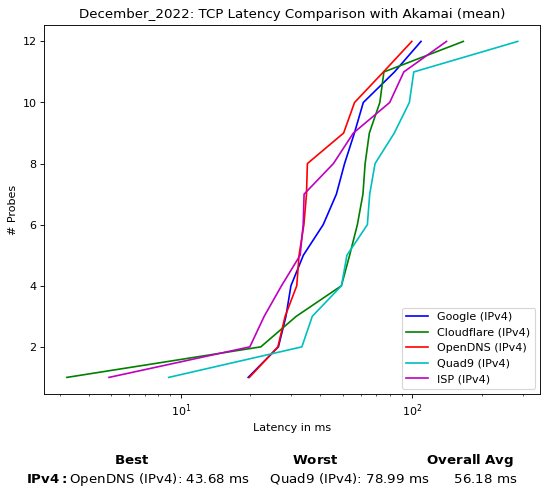 December_2022: TCP Latency Comparison with Akamai (mean)
# Probes
12
10
8
6
4
2
Google (IPv4)
Cloudflare (IPv4)
OpenDNS (IPv4)
Quad9 (IPv4)
ISP (IPv4)
10¹ 10²
Latency in ms
Best Worst Overall Avg
IPv4: OpenDNS (IPv4): 43.68 ms Quad9 (IPv4): 78.99 ms 56.18 ms